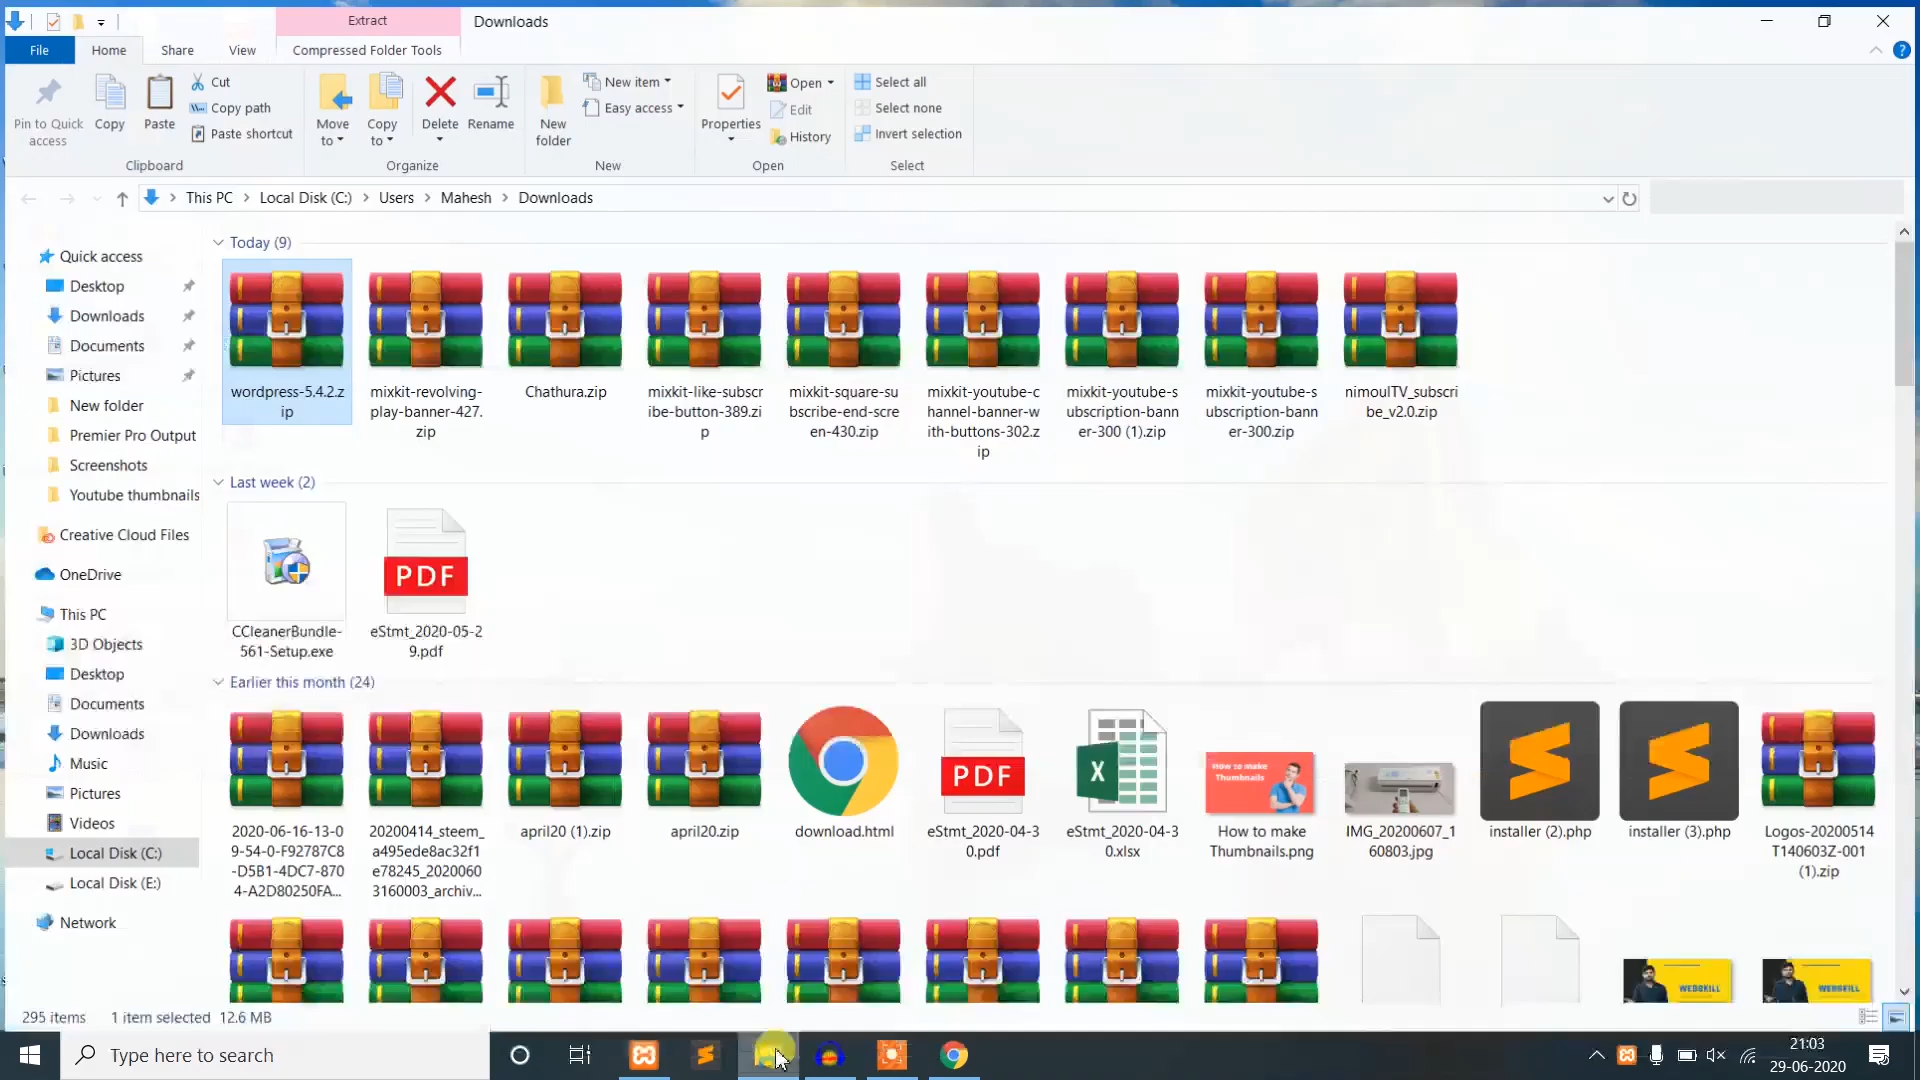 Extract
Downloads
File
Home
Share
View
Compressed Folder Tools
Pin to Quick
access
Copy
Paste
Cut
Copy path
Paste shortcut
Clipboard
Move
to
Copy
to
Delete
Rename
Organize
New
folder
New item
Easy access
New
Properties
Open
Edit
History
Open
Select all
Select none
Invert selection
Select
This PC
Local Disk (C:)
Users
Mahesh
Downloads
Quick access
Desktop
Downloads
Documents
Pictures
New folder
Premier Pro Output
Screenshots
Youtube thumbnails
Creative Cloud Files
OneDrive
This PC
3D Objects
Desktop
Documents
Downloads
Music
Pictures
Videos
Local Disk (C:)
Local Disk (E:)
Network
Today (9)
wordpress-5.4.2.z
ip
mixkit-revolving-
play-banner-427.
zip
Chathura.zip
mixkit-like-subscr
ibe-button-389.zi
p
mixkit-square-su
bscribe-end-scre
en-430.zip
mixkit-youtube-c
hannel-banner-w
ith-buttons-302.z
ip
mixkit-youtube-s
ubscription-bann
er-300 (1).zip
mixkit-youtube-s
ubscription-bann
er-300.zip
nimoulTV_subscri
be_v2.0.zip
Last week (2)
CCleanerBundle-
561-Setup.exe
PDF
eStmt_2020-05-2
9.pdf
Earlier this month (24)
2020-06-16-13-0
9-54-0-F92787C8
-D5B1-4DC7-870
4-A2D80250FA...
20200414_steem_
a495ede8ac32f1
e78245_2020060
3160003_archiv...
april20 (1).zip
april20.zip
download.html
PDF
eStmt_2020-04-3
0.pdf
X
eStmt_2020-04-3
0.xlsx
How to make
Thumbnails
How to make
Thumbnails.png
IMG_20200607_1
60803.jpg
installer (2).php
installer (3).php
Logos-20200514
T140603Z-001
(1).zip
WEBSKILL
WEBSKILL
295 items
1 item selected 12.6 MB
Type here to search
21:03
29-06-2020